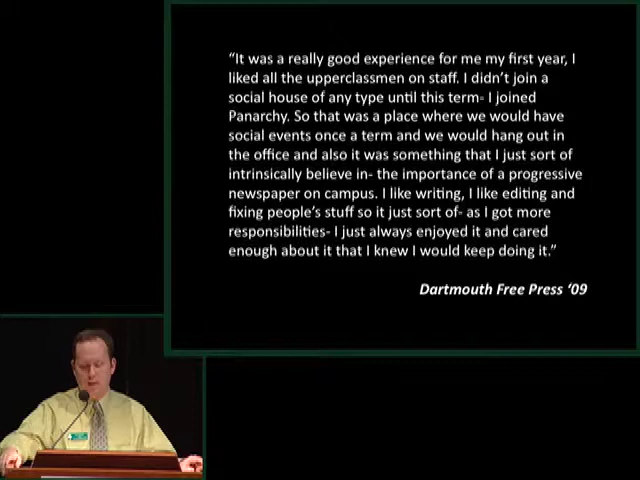 “It was a really good experience for me my first year, I
liked all the upperclassmen on staff. I didn’t join a
social house of any type until this term- I joined
Panarchy. So that was a place where we would have
social events once a term and we would hang out in
the office and also it was something that I just sort of
intrinsically believe in- the importance of a progressive
newspaper on campus. I like writing, I like editing and
fixing people’s stuff so it just sort of- as I got more
responsibilities- I just always enjoyed it and cared
enough about it that I knew I would keep doing it.”
Dartmouth Free Press ‘09